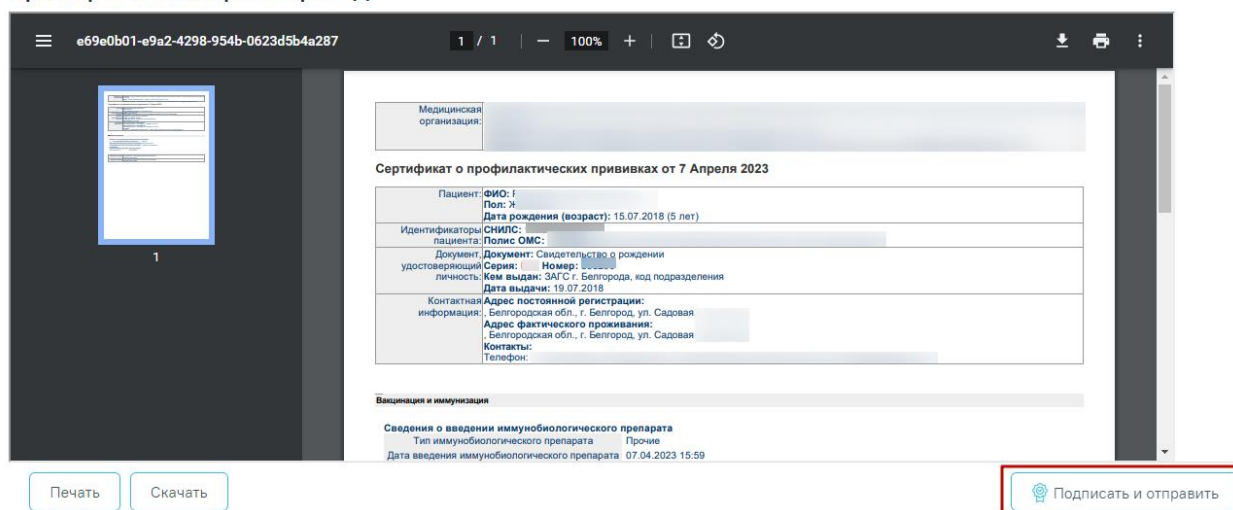 e69e0b01-e9a2-4298-954b-0623d5b4a287 1 / 1 100%
1
Медицинская
организация:
Сертификат о профилактических прививках от 7 Апреля 2023
Пациент: ФИО:
Пол: Ж
Дата рождения (возраст): 15.07.2018 (5 лет)
Идентификаторы СНИЛС:
пациента: Полис ОМС:
Документ, Документ: Свидетельство о рождении
удостоверяющий Серия: Номер:
личность: Кем выдан: ЗАГС г. Белгорода, код подразделения
Дата выдачи: 19.07.2018
Контактная Адрес постоянной регистрации:
информация: , Белгородская обл., г. Белгород, ул. Садовая
Адрес фактического проживания:
, Белгородская обл., г. Белгород, ул. Садовая
Контакты:
Телефон:
Вакцинация и иммунизация
Сведения о введении иммунобиологического препарата
Тип иммунобиологического препарата Прочие
Дата введения иммунобиологического препарата 07.04.2023 15:59
Печать Скачать Подписать и отправить